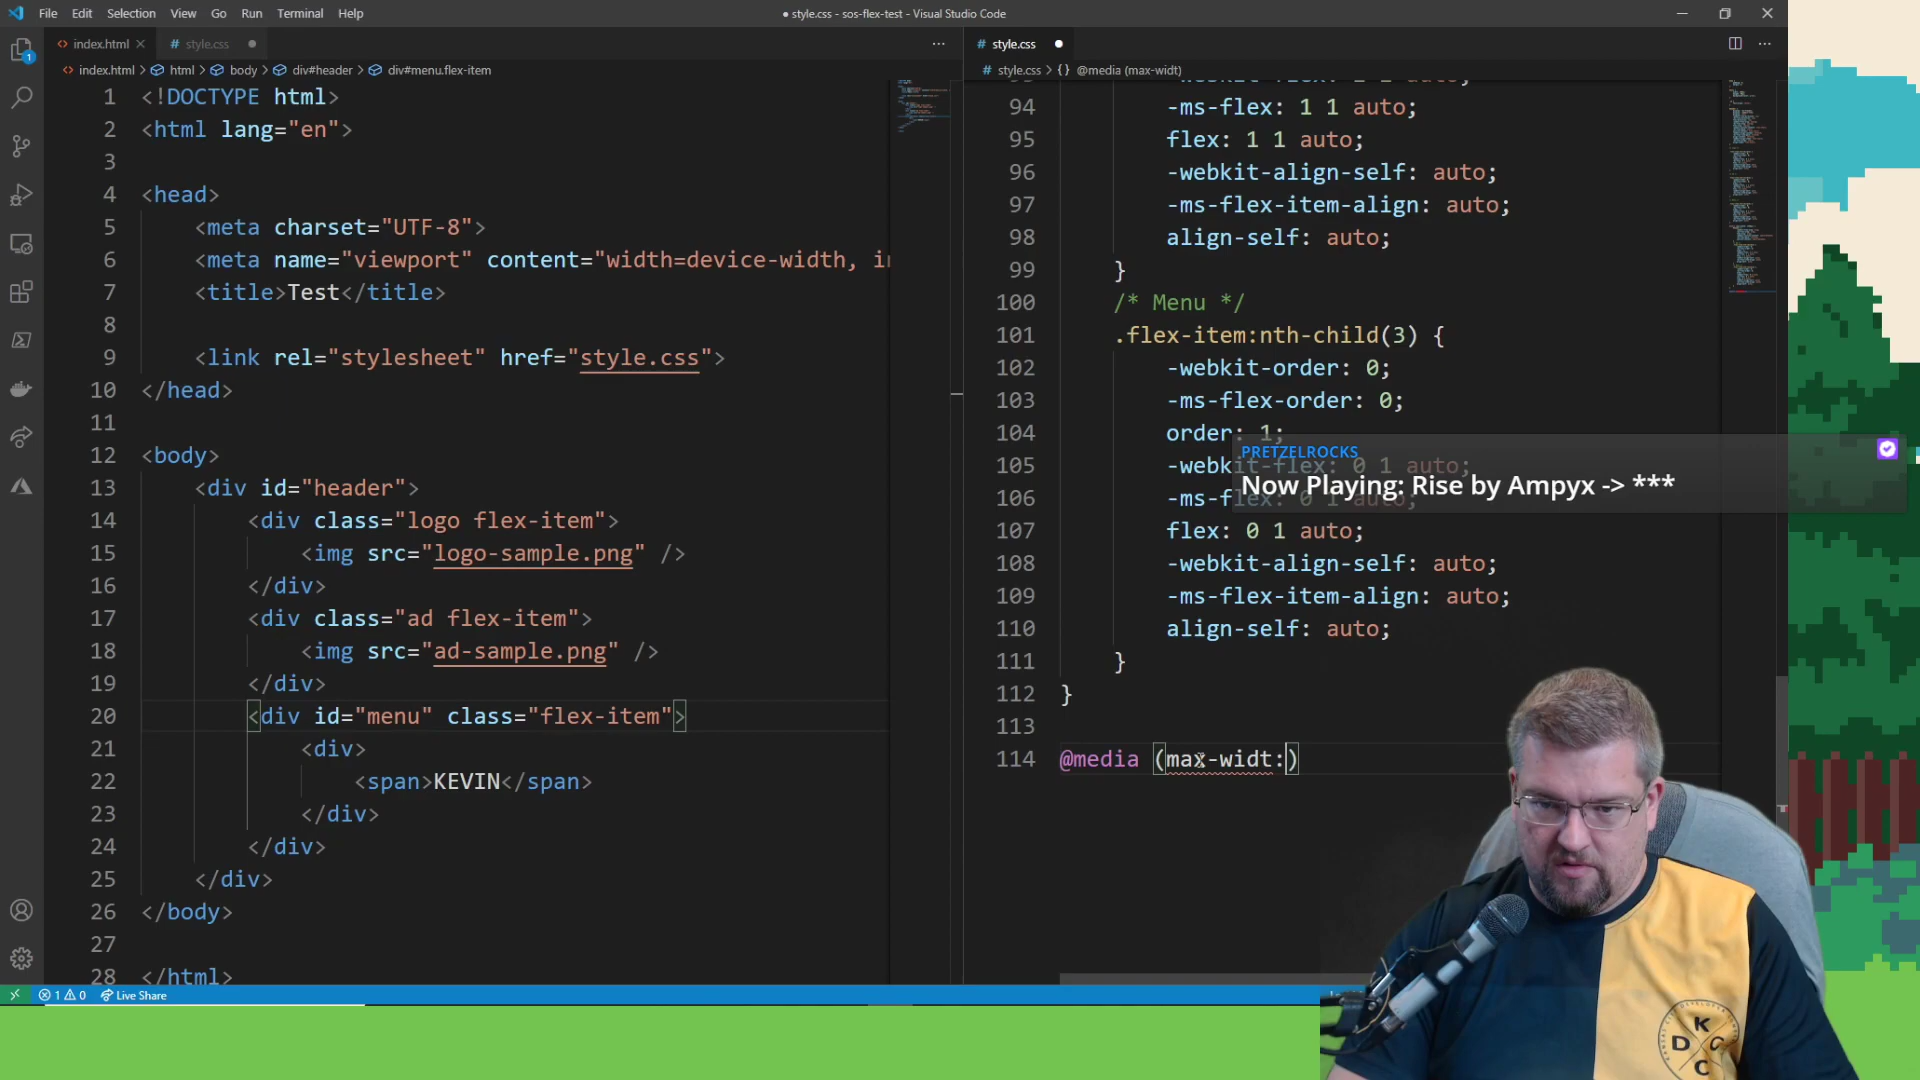 File Edit Selection View Go Run Terminal Help
● style.css - sos-flex-test - Visual Studio Code
index.html
# style.css
# style.css
index.html > html > body > div#header > div#menu.flex-item
# style.css > {} @media (max-widt)
1 <!DOCTYPE html>
2 <html lang="en">
3
4 <head>
5 <meta charset="UTF-8">
6 <meta name="viewport" content="width=device-width, in
7 <title>Test</title>
8
9 <link rel="stylesheet" href="style.css">
10 </head>
11
12 <body>
13 <div id="header">
14 <div class="logo flex-item">
15 <img src="logo-sample.png" />
16 </div>
17 <div class="ad flex-item">
18 <img src="ad-sample.png" />
19 </div>
20 <div id="menu" class="flex-item">
21 <div>
22 <span>KEVIN</span>
23 </div>
24 </div>
25 </div>
26 </body>
27
28 </html>
94 -ms-flex: 1 1 auto;
95 flex: 1 1 auto;
96 -webkit-align-self: auto;
97 -ms-flex-item-align: auto;
98 align-self: auto;
99 }
100 /* Menu */
101 .flex-item:nth-child(3) {
102 -webkit-order: 0;
103 -ms-flex-order: 0;
104 order: 1;
105 -webkit-flex: 0 1 auto;
106 -ms-flex: 0 1 auto;
107 flex: 0 1 auto;
108 -webkit-align-self: auto;
109 -ms-flex-item-align: auto;
110 align-self: auto;
111 }
112 }
113
114 @media (max-widt:)
PRETZELROCKS
Now Playing: Rise by Ampyx -> ***
1 0 Live Share
K
D C
C